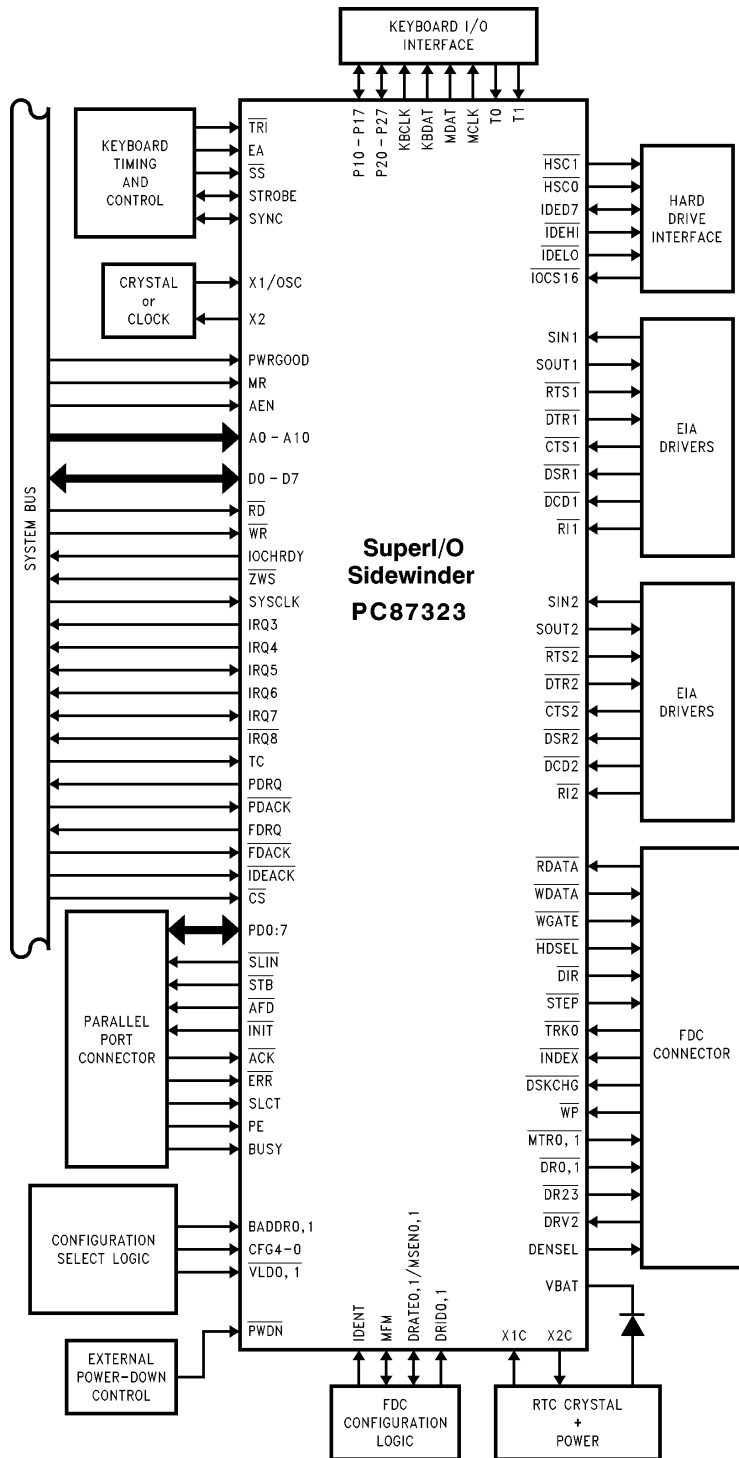 KEYBOARD I/O
INTERFACE
P10 - P17
P20 - P27
KBCLK
KBDAT
MDAT
MCLK
T0
T1
KEYBOARD
TIMING
AND
CONTROL
TRI
EA
SS
STROBE
SYNC
CRYSTAL
or
CLOCK
X1/OSC
X2
SYSTEM BUS
PWRGOOD
MR
AEN
A0 - A10
D0 - D7
RD
WR
IOCHRDY
ZWS
SYSCLK
IRQ3
IRQ4
IRQ5
IRQ6
IRQ7
IRQ8
TC
PDRQ
PDACK
FDRQ
FDACK
IDEACK
CS
PARALLEL
PORT
CONNECTOR
PD0:7
SLIN
STB
AFD
INIT
ACK
ERR
SLCT
PE
BUSY
CONFIGURATION
SELECT LOGIC
BADDR0,1
CFG4-0
VLD0,1
EXTERNAL
POWER-DOWN
CONTROL
PWDN
SuperI/O
Sidewinder
PC87323
HSC1
HSC0
IDED7
IDEHI
IDELO
IOCS16
HARD
DRIVE
INTERFACE
SIN1
SOUT1
RTS1
DTR1
CTS1
DSR1
DCD1
RI1
EIA
DRIVERS
SIN2
SOUT2
RTS2
DTR2
CTS2
DSR2
DCD2
RI2
EIA
DRIVERS
RDATA
WDATA
WGATE
HDSEL
DIR
STEP
TRK0
INDEX
DSKCHG
WP
MTR0,1
DR0,1
DR23
DRV2
DENSEL
FDC
CONNECTOR
VBAT
IDENT
MFM
DRATE0,1/MSEN0,1
DRID0,1
X1C
X2C
FDC
CONFIGURATION
LOGIC
RTC CRYSTAL
+
POWER